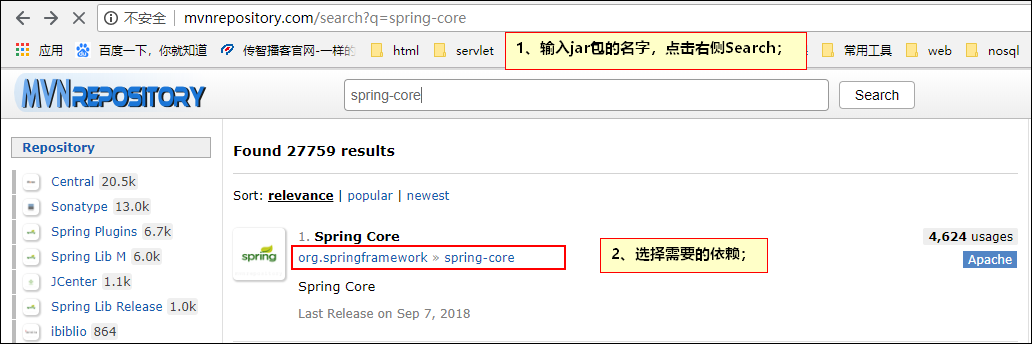 不安全 | mvnrepository.com/search?q=spring-core
应用 百度一下，你就知道 传智播客官网-一样的 html servlet 常用工具 web nosql
1、输入jar包的名字，点击右侧Search；
MVNREPOSITORY spring-core Search
Repository
Found 27759 results
Central 20.5k
Sort: relevance | popular | newest
Sonatype 13.0k
Spring Plugins 6.7k
1. Spring Core
4,624 usages
spring
org.springframework » spring-core
2、选择需要的依赖；
Spring Lib M 6.0k
Apache
JCenter 1.1k
Spring Core
Spring Lib Release 1.0k
Last Release on Sep 7, 2018
ibiblio 864